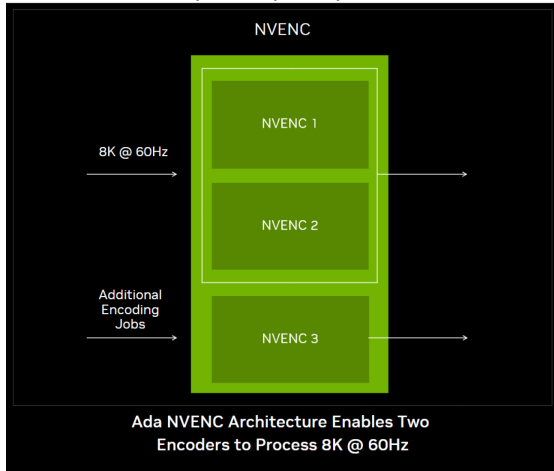 NVENC
NVENC 1
8K @ 60Hz
NVENC 2
Additional
Encoding
Jobs
NVENC 3
Ada NVENC Architecture Enables Two
Encoders to Process 8K @ 60Hz